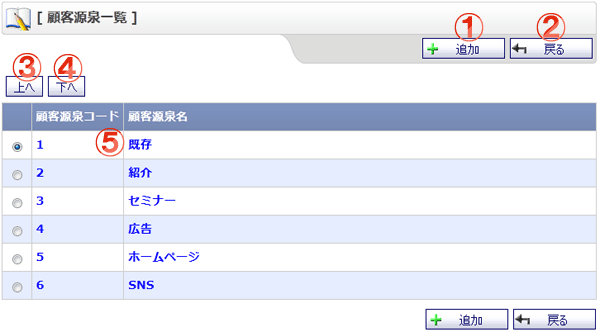 [ 顧客源泉一覧 ]
① ②
追加 戻る
③ ④
上へ 下へ
顧客源泉コード 顧客源泉名
⑤
1 既存
2 紹介
3 セミナー
4 広告
5 ホームページ
6 SNS
追加 戻る